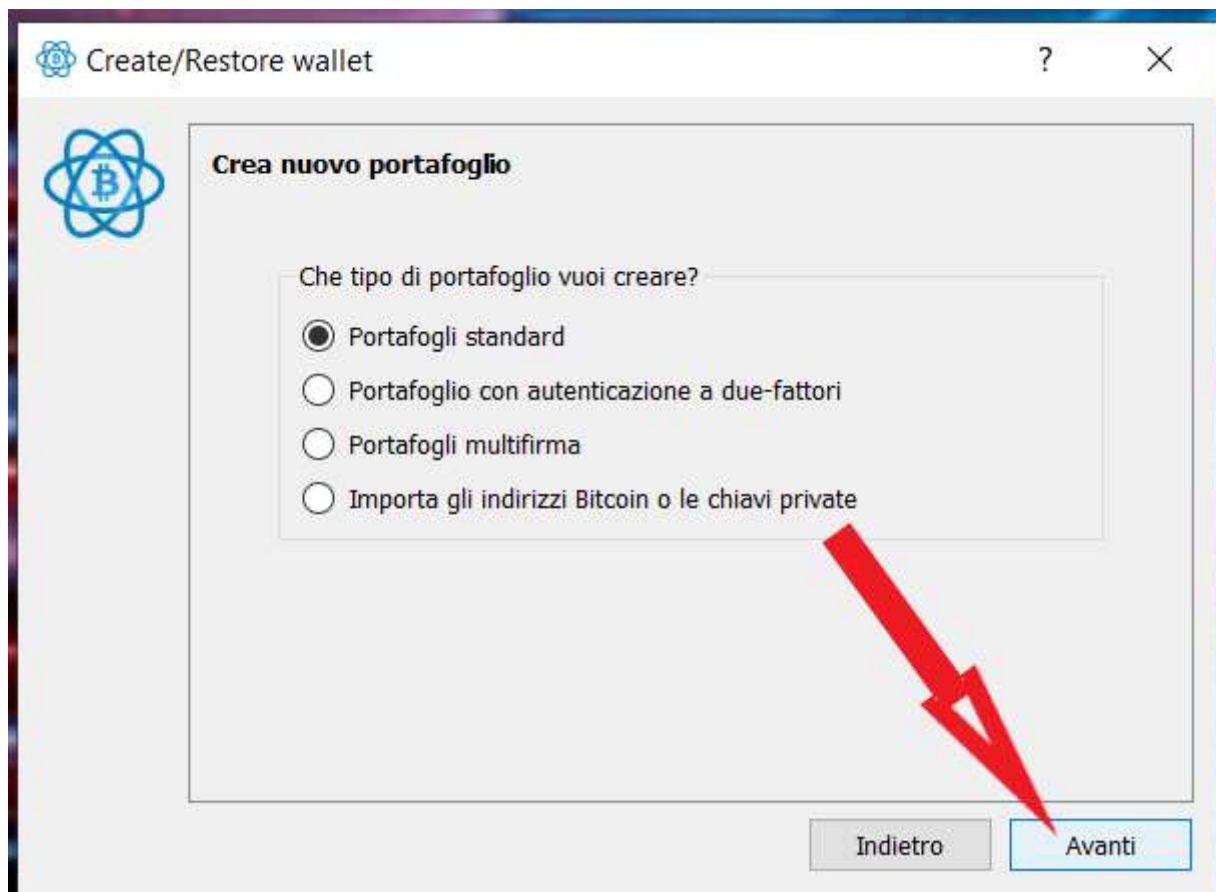 Create/Restore wallet
?
Crea nuovo portafoglio
Che tipo di portafoglio vuoi creare?
Portafogli standard
Portafoglio con autenticazione a due-fattori
Portafogli multifirma
Importa gli indirizzi Bitcoin o le chiavi private
Indietro
Avanti